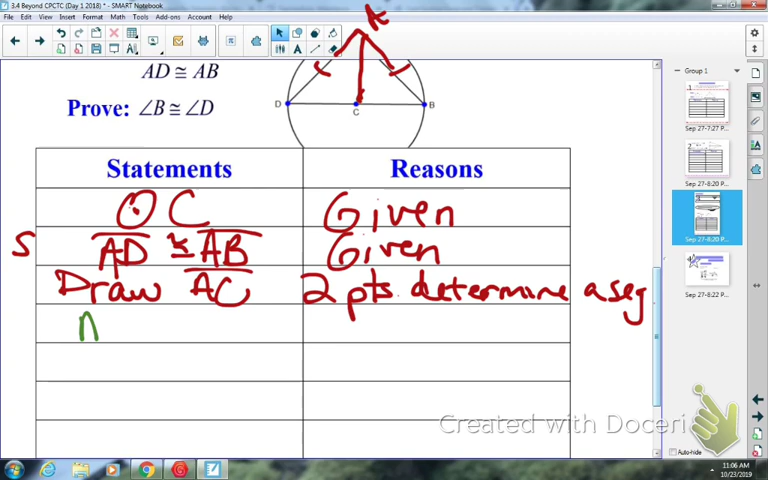 3.4 Beyond CPCTC (Day 1 2018) * - SMART Notebook
File Edit View Insert Format Tools Add-ons Account Help
Group 1
A
AD ≅ AB
Prove: ∠B ≅ ∠D
D C B
Statements Reasons
⊙ C Given
S AD ≅ AB Given
Draw AC 2 pts. determine a seg
Sep 27-7:27
Sep 27-8:20
Sep 27-8:20
Sep 27-8:22
Created with Doceri
Auto-hide
11:06 AM
10/23/2019